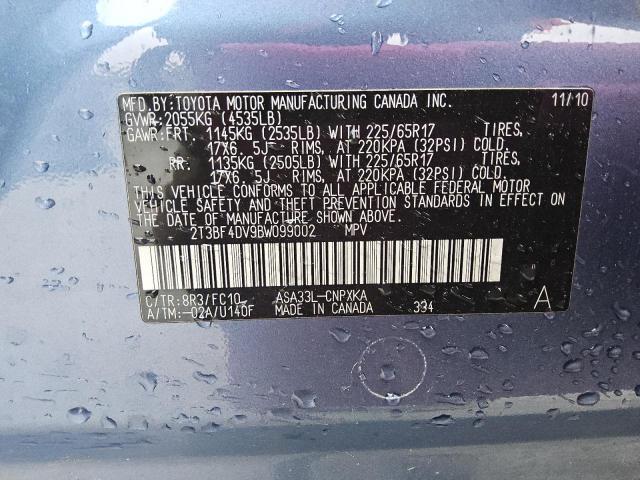 MFD. BY: TOYOTA MOTOR MANUFACTURING CANADA INC. 11/10
GVWR: 2055KG (4535LB)
GAWR: FRT. 1145KG (2535LB) WITH 225/65R17 TIRES,
17X6. 5J RIMS, AT 220KPA (32PSI) COLD.
RR. 1135KG (2505LB) WITH 225/65R17 TIRES,
17X6. 5J RIMS, AT 220KPA (32PSI) COLD.
THIS VEHICLE CONFORMS TO ALL APPLICABLE FEDERAL MOTOR
VEHICLE SAFETY AND THEFT PREVENTION STANDARDS IN EFFECT ON
THE DATE OF MANUFACTURE SHOWN ABOVE.
2T3BF4DV9BW099002 MPV
C/TR: 8R3/FC10 ASA33L-CNPXKA A
A/TM: -02A/U140F MADE IN CANADA 334